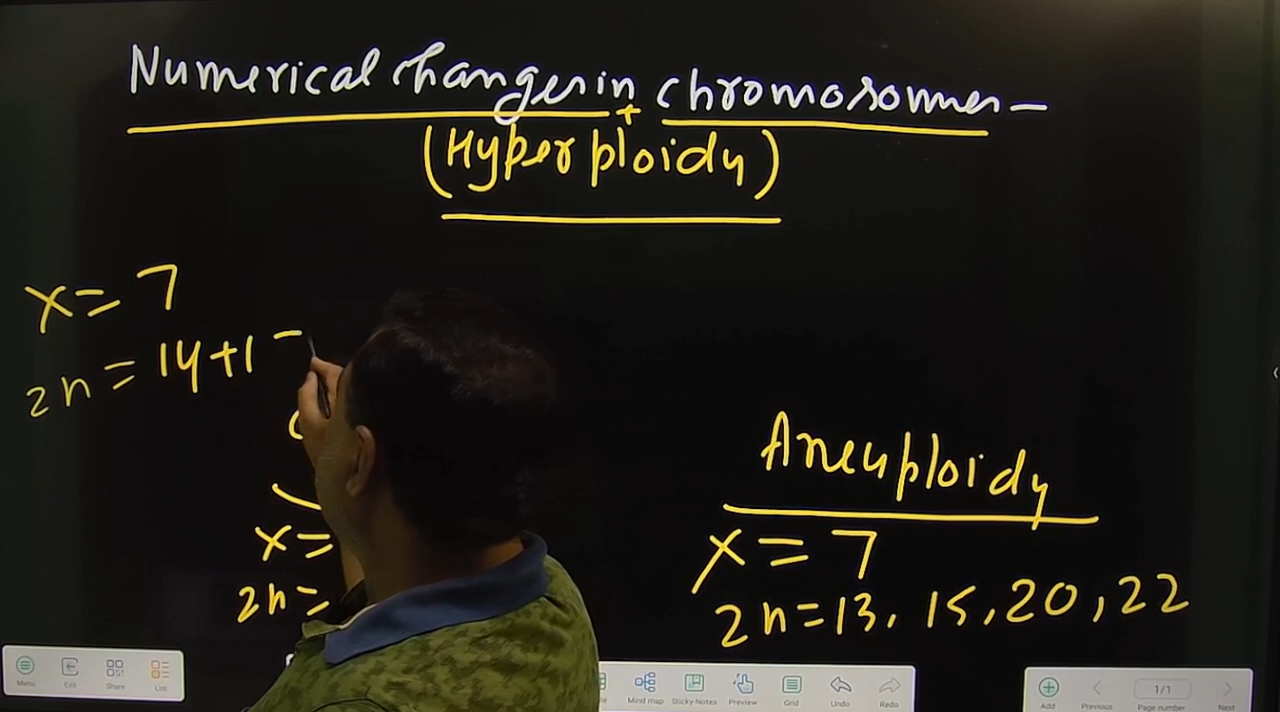 Numerical changes in chromosomes –
+
(Hyperploidy)
x = 7
2n = 14+1
Aneuploidy
x = 7
2n = 13, 15, 20, 22
x =
2n =
Menu
Exit
Share
List
Mind map
Sticky-Notes
Preview
Grid
Undo
Redo
Add
Previous
1/1
Page number
Next